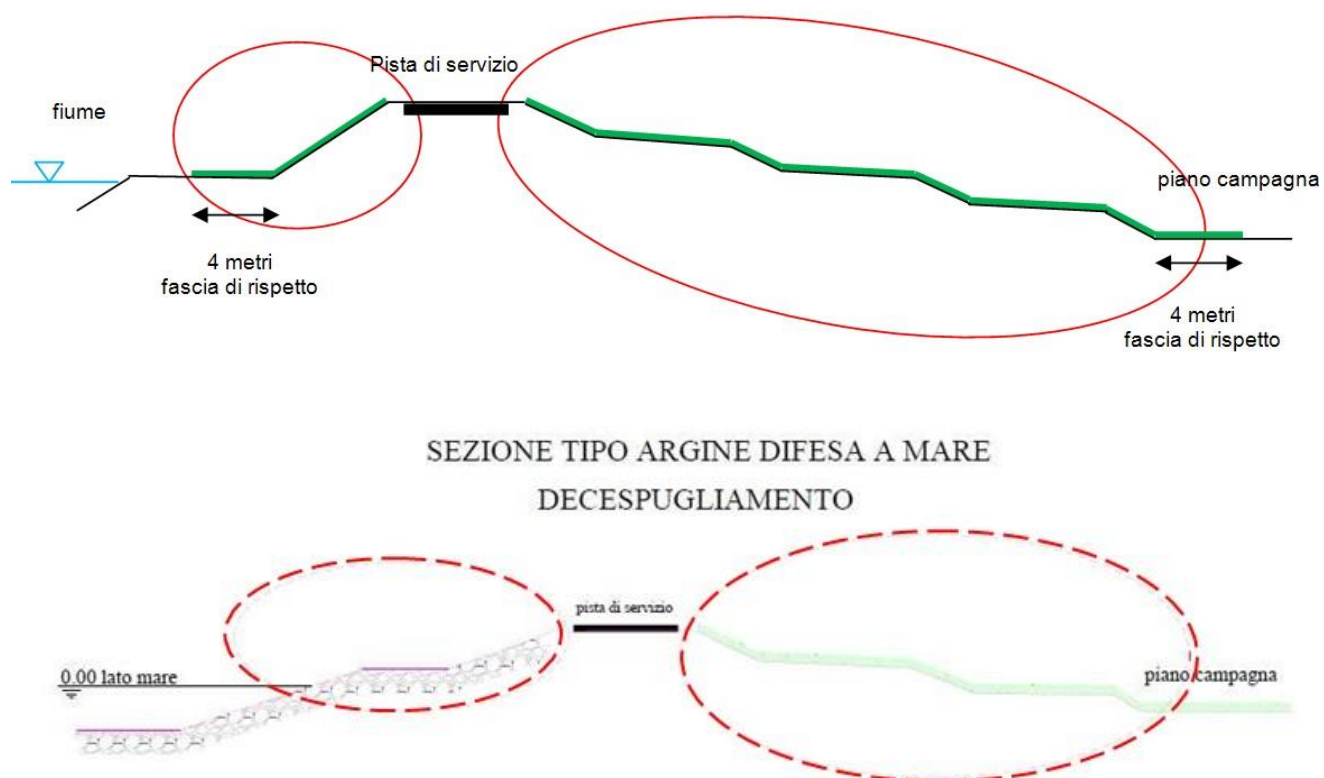 Pista di servizio
fiume
piano campagna
4 metri
fascia di rispetto
4 metri
fascia di rispetto
SEZIONE TIPO ARGINE DIFESA A MARE
DECESPUGLIAMENTO
pista di servizio
0.00 lato mare
piano campagna